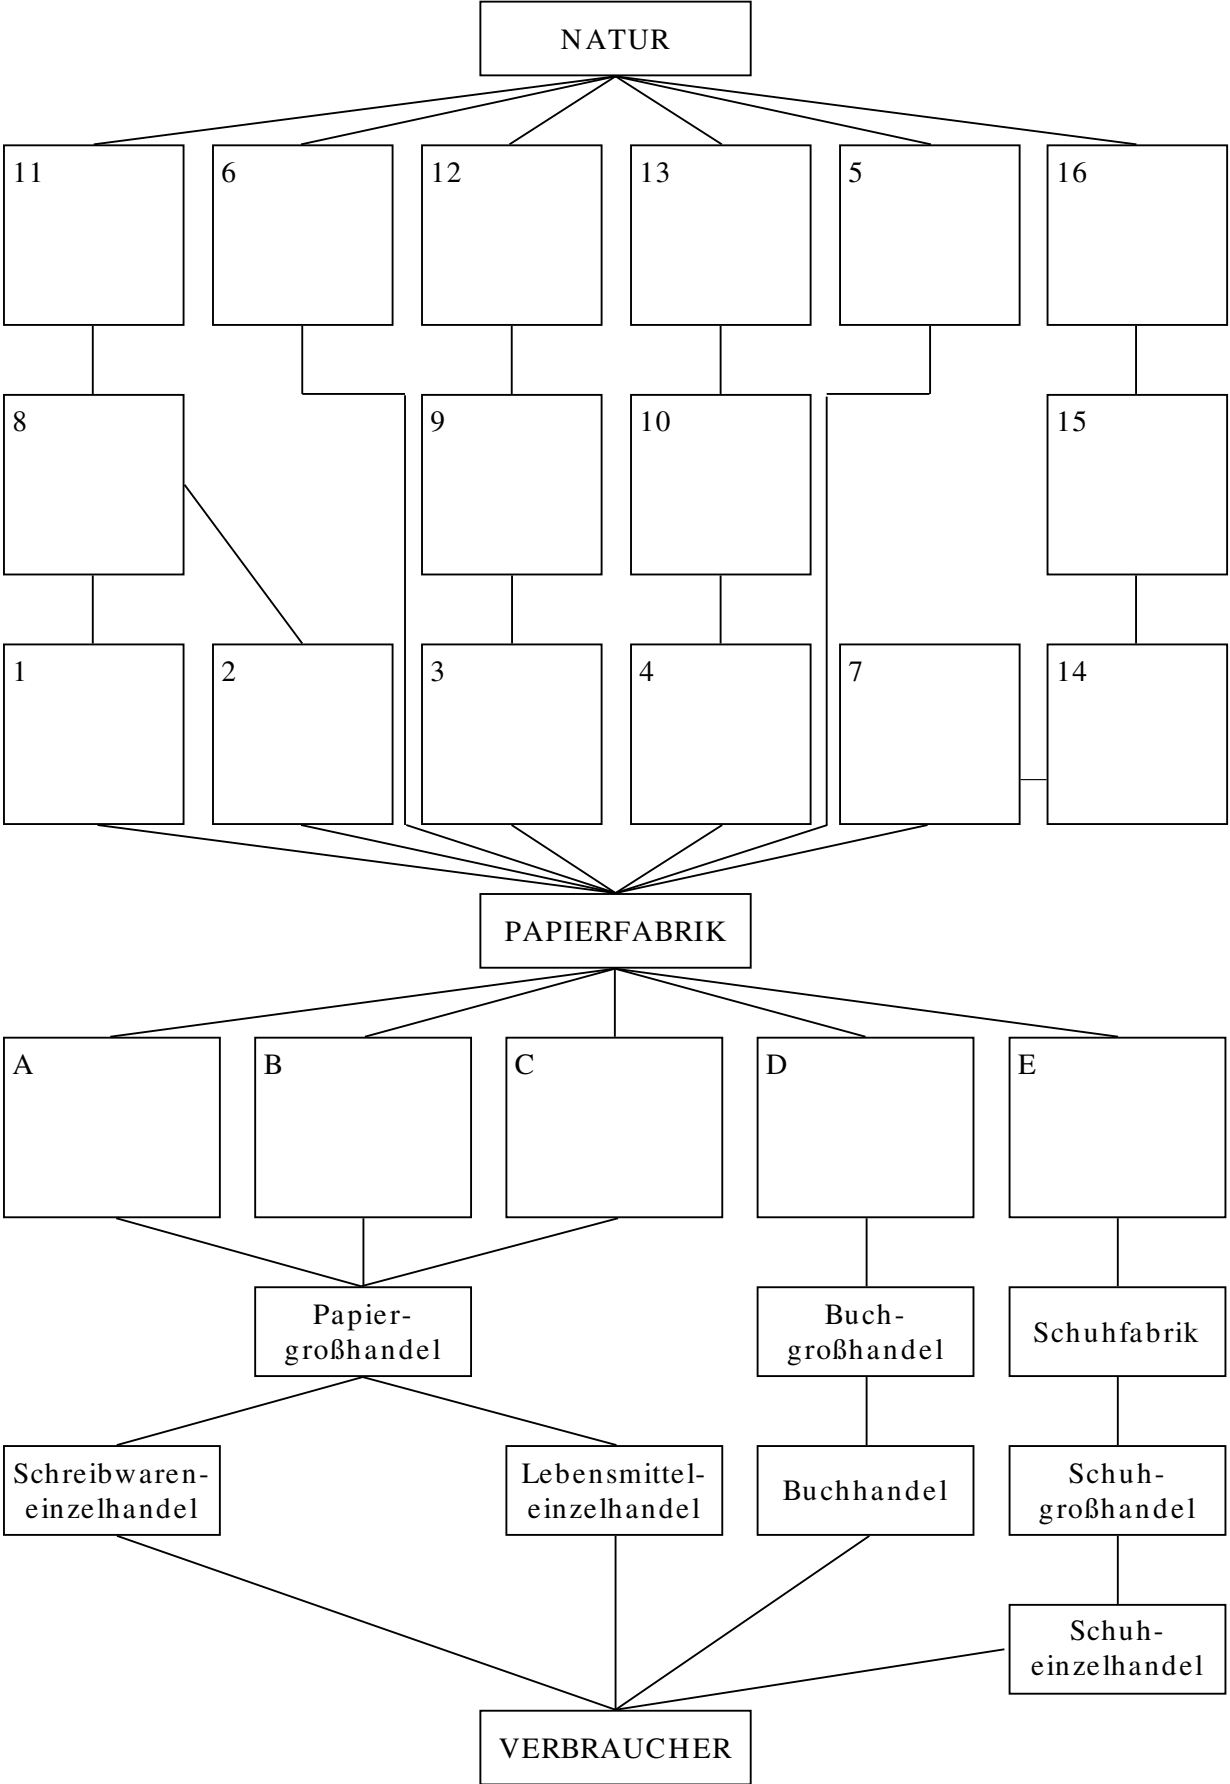 NATUR
11
6
12
13
5
16
8
9
10
15
1
2
3
4
7
14
PAPIERFABRIK
A
B
C
D
E
Papier-
großhandel
Buch-
großhandel
Schuhfabrik
Schreibwaren-
einzelhandel
Lebensmittel-
einzelhandel
Buchhandel
Schuh-
großhandel
Schuh-
einzelhandel
VERBRAUCHER